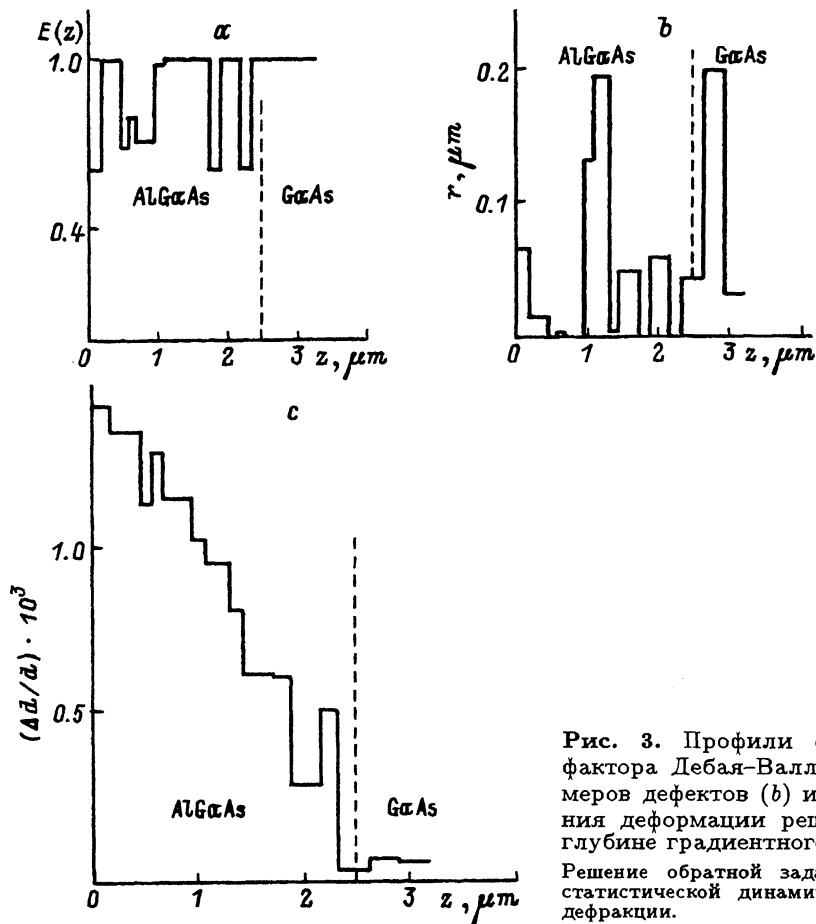 E(z)
a
1.0
AlGaAs
GaAs
0.4
0 1 2 3 z, μm
b
AlGaAs
GaAs
0.2
r, μm
0.1
0 1 2 3 z, μm
c
1.0
(Δd/d) · 10³
0.5
AlGaAs
GaAs
0 1 2 3 z, μm
Рис. 3. Профили
фактора Дебая–Валл
меров дефектов (b) и
ния деформации реш
глубине градиентного
Решение обратной зада
статистической динами
дефракции.